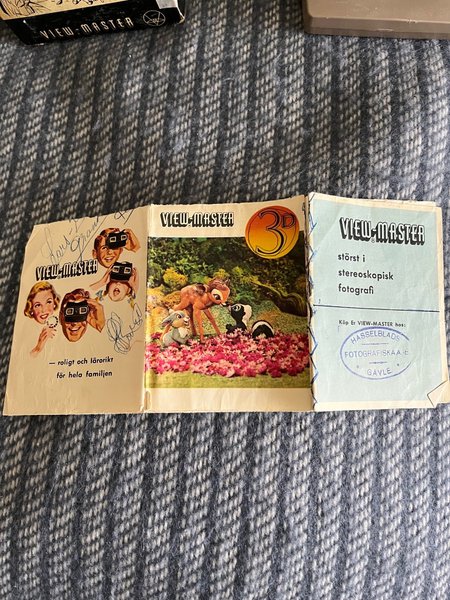 VIEW-MASTER
VIEW-MASTER
— roligt och lärorikt
för hela familjen
VIEW-MASTER
3D
VIEW-MASTER
störst i
stereoskopisk
fotografi
Köp Er VIEW-MASTER hos:
HASSELBLADS
FOTOGRAFISKA A-B
GÄVLE